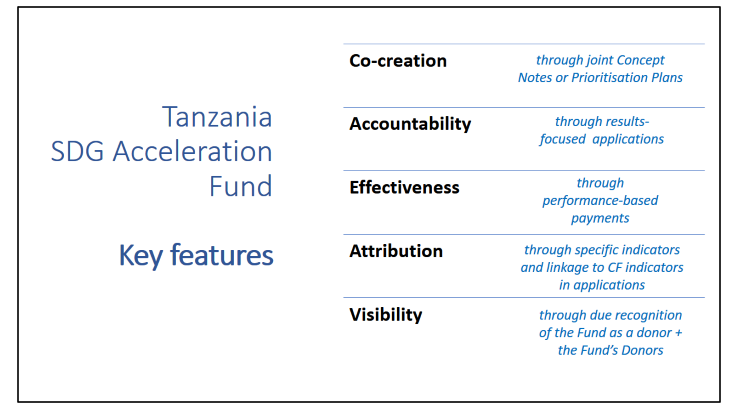 Tanzania
SDG Acceleration
Fund
Key features
Co-creation
through joint Concept
Notes or Prioritisation Plans
Accountability
through results-
focused applications
Effectiveness
through
performance-based
payments
Attribution
through specific indicators
and linkage to CF indicators
in applications
Visibility
through due recognition
of the Fund as a donor +
the Fund's Donors